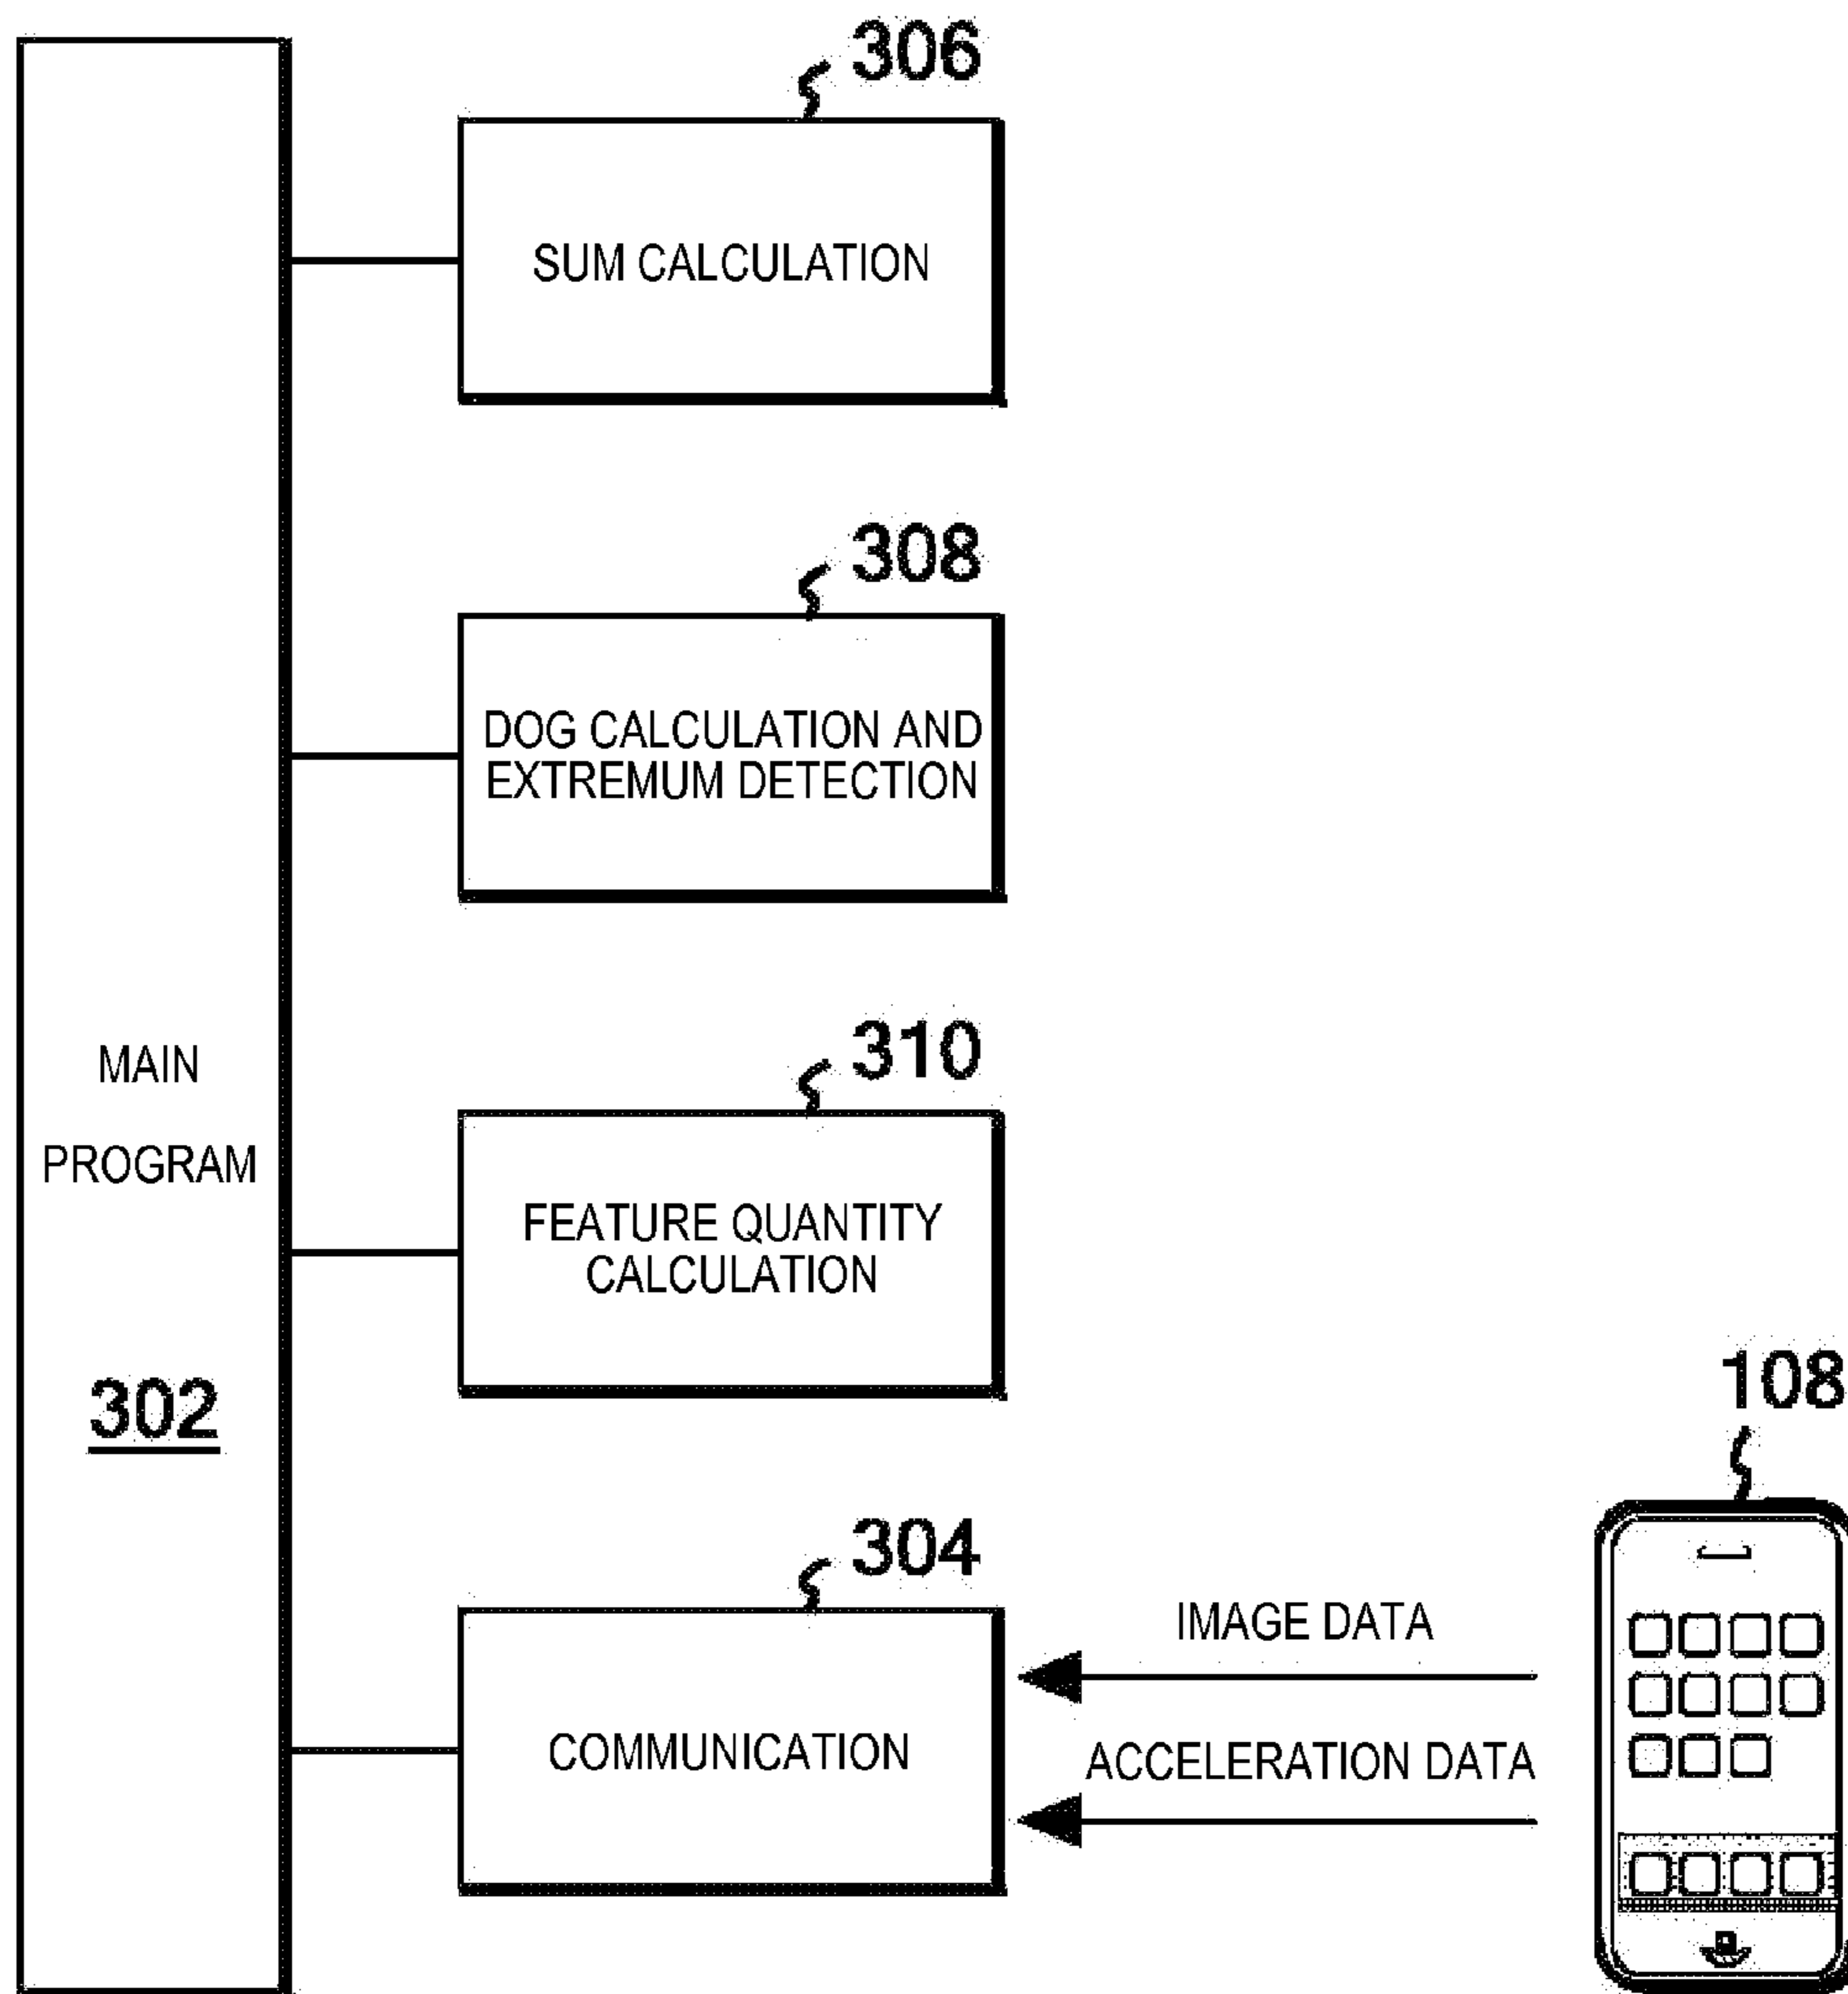 306
SUM CALCULATION
308
DOG CALCULATION AND
EXTREMUM DETECTION
310
FEATURE QUANTITY
CALCULATION
MAIN
PROGRAM
302
304
COMMUNICATION
IMAGE DATA
ACCELERATION DATA
108